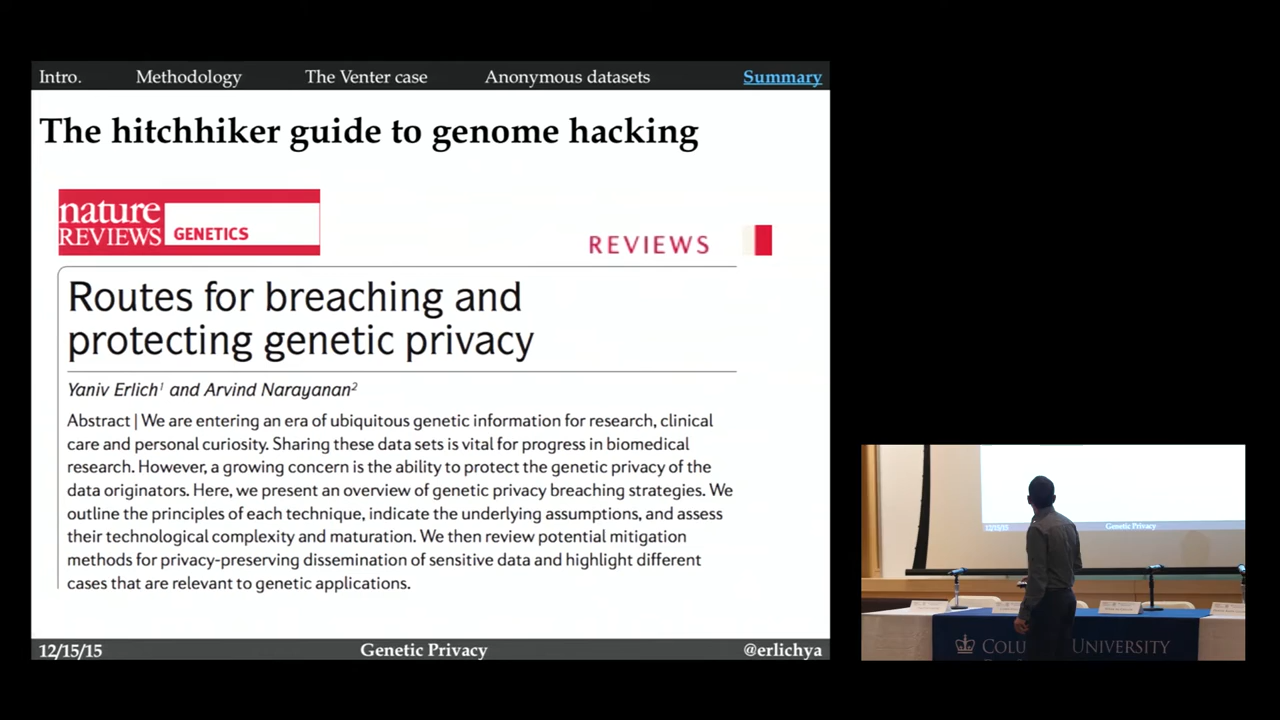 Intro. Methodology The Venter case Anonymous datasets Summary
The hitchhiker guide to genome hacking
nature
REVIEWS GENETICS
REVIEWS
Routes for breaching and
protecting genetic privacy
Yaniv Erlich¹ and Arvind Narayanan²
Abstract | We are entering an era of ubiquitous genetic information for research, clinical
care and personal curiosity. Sharing these data sets is vital for progress in biomedical
research. However, a growing concern is the ability to protect the genetic privacy of the
data originators. Here, we present an overview of genetic privacy breaching strategies. We
outline the principles of each technique, indicate the underlying assumptions, and assess
their technological complexity and maturation. We then review potential mitigation
methods for privacy-preserving dissemination of sensitive data and highlight different
cases that are relevant to genetic applications.
12/15/15 Genetic Privacy @erlichya
12/15/15 Genetic Privacy
UNIVERSITY